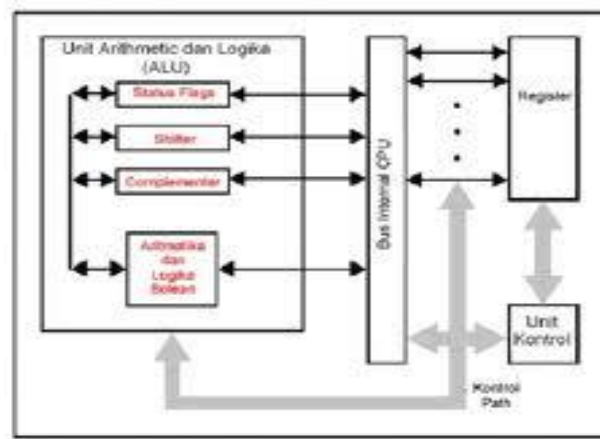 Unit Arithmetic dan Logika
(ALU)
Status Flags
Shifter
Complementer
Aritmatika
dan
Logika
Bolean
Bus Internal CPU
Register
Unit
Kontrol
Kontrol
Path